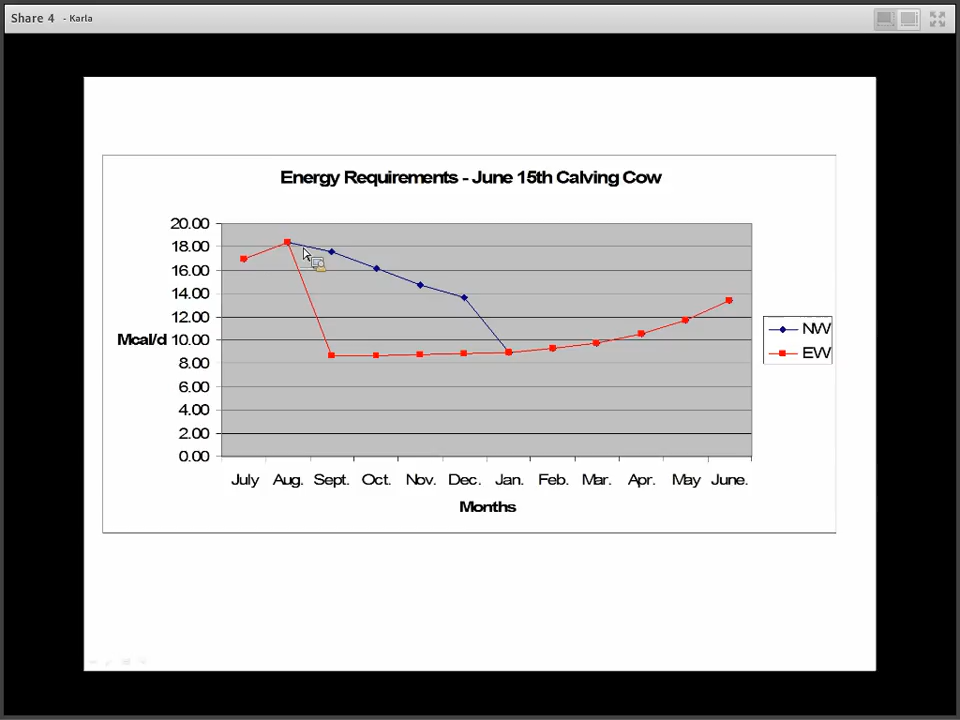 Share 4 - Karla
Energy Requirements - June 15th Calving Cow
20.00
18.00
16.00
14.00
12.00
Mcal/d 10.00
8.00
6.00
4.00
2.00
0.00
NW
EW
July Aug. Sept. Oct. Nov. Dec. Jan. Feb. Mar. Apr. May June.
Months